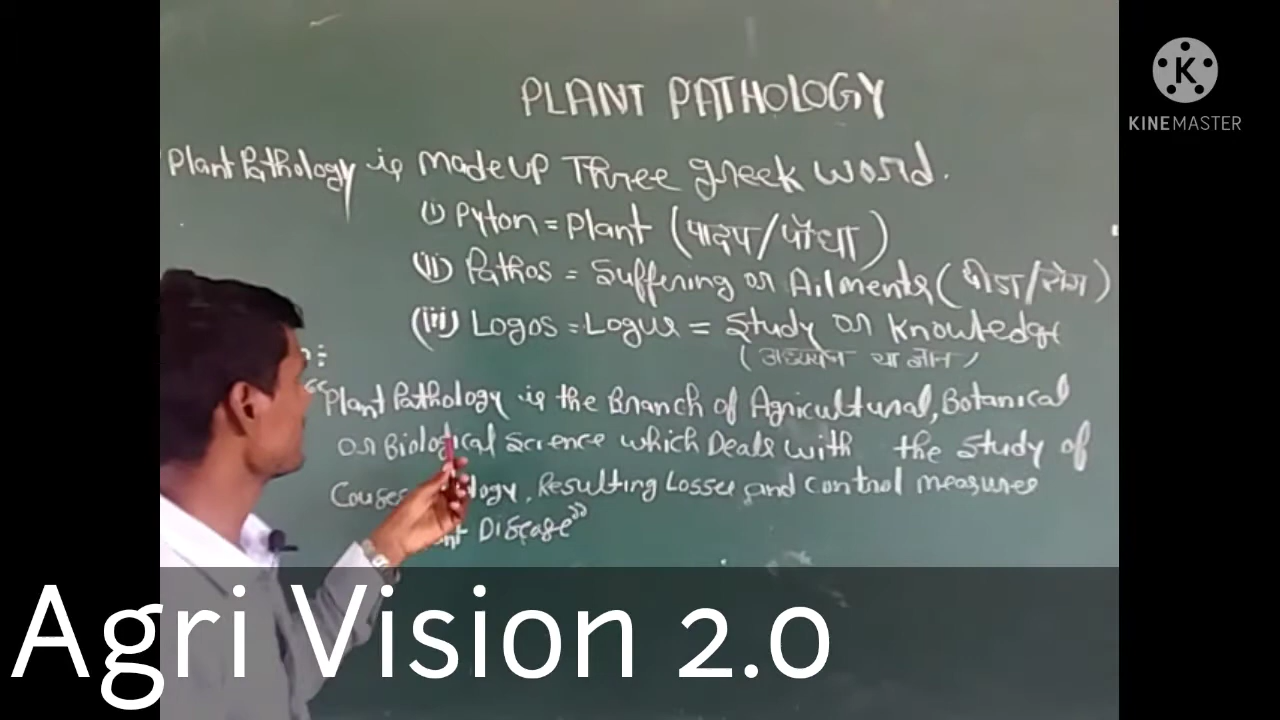 PLANT PATHOLOGY
Plant Pathology is made up Three greek word.
(i) Pyton = Plant (पादप/पौधा)
(ii) Pathos = Suffering or Ailments (पीडा/रोग)
(iii) Logos = Logus = Study or Knowledge
(अध्ययन या ज्ञान)
"Plant Pathology is the Branch of Agricultural, Botanical
or Biological Science which Deals with the Study of
Resulting Losses and control measures
Disease"
Agri Vision 2.0
K
KINEMASTER